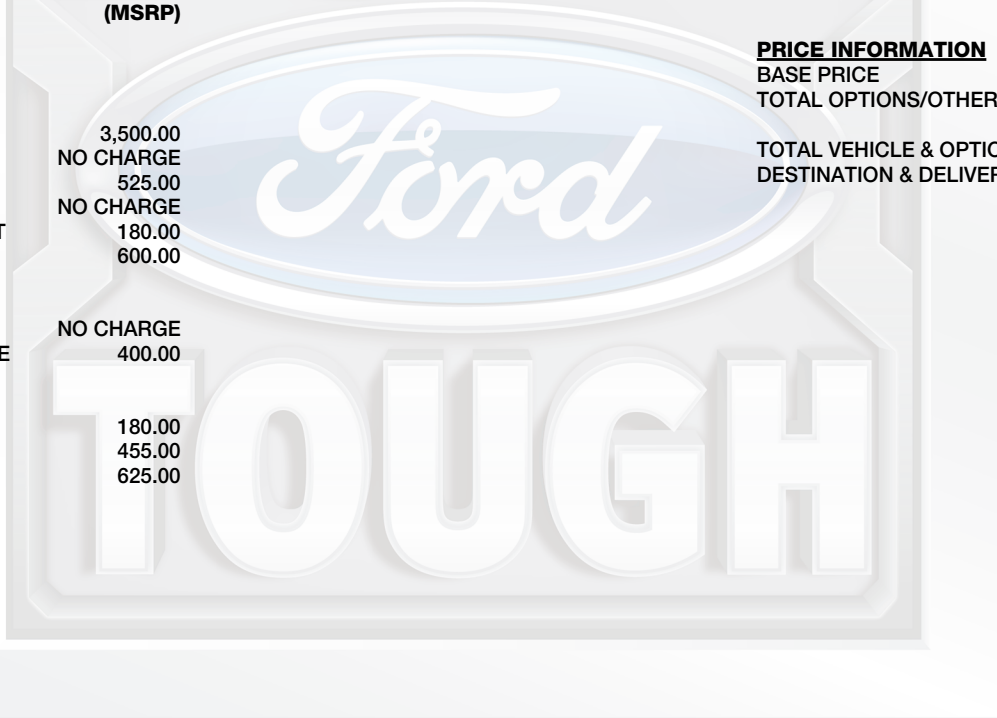 (MSRP)
3,500.00
NO CHARGE
525.00
NO CHARGE
T 180.00
600.00
NO CHARGE
E 400.00
180.00
455.00
625.00
PRICE INFORMATION
BASE PRICE
TOTAL OPTIONS/OTHER
TOTAL VEHICLE & OPTIO
DESTINATION & DELIVER
Ford
TOUGH